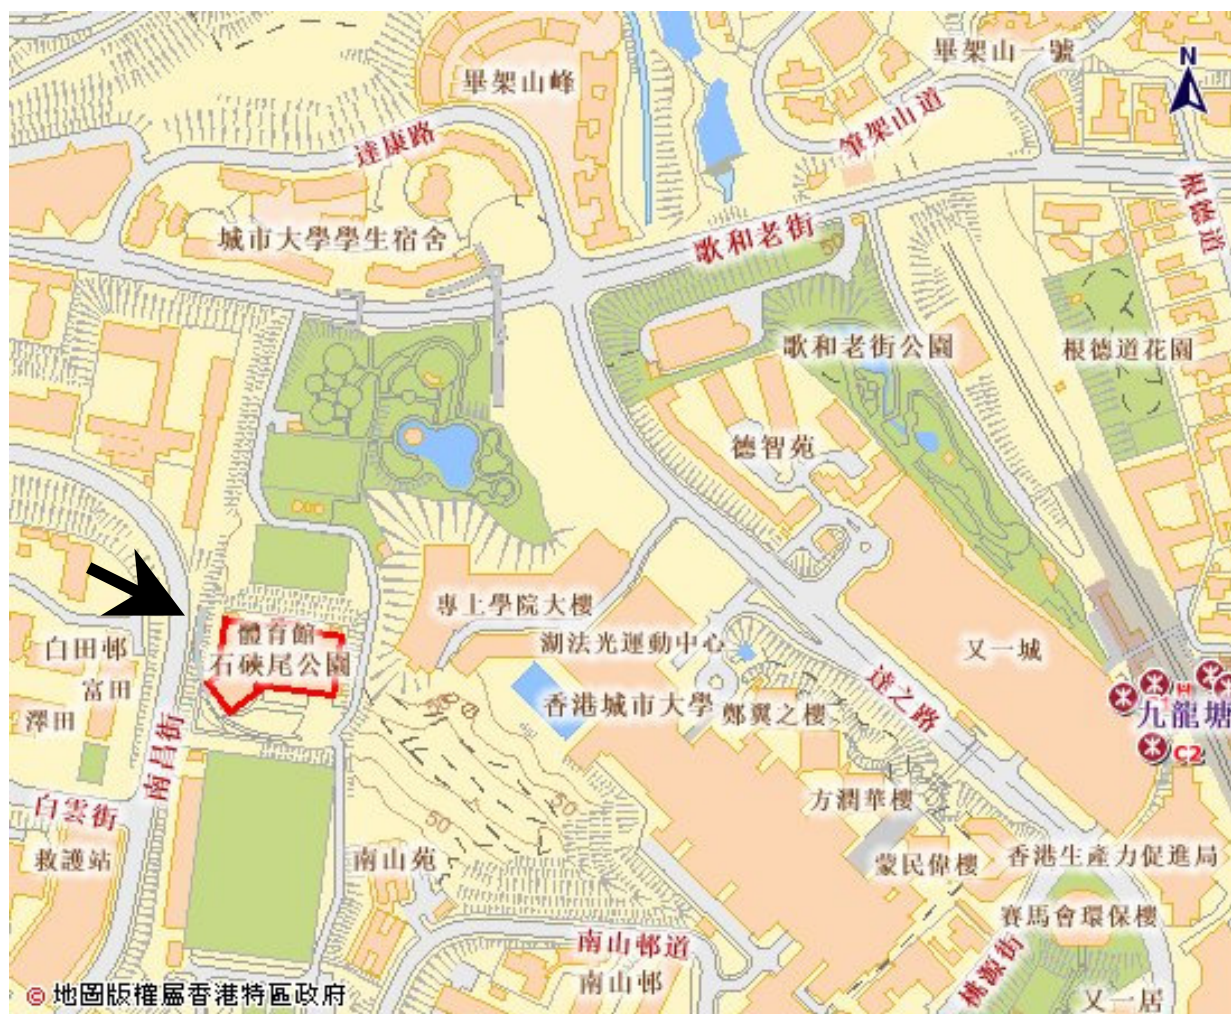 畢架山一號
N
畢架山峰
筆架山道
達康路
根德道
城市大學學生宿舍
歌和老街
歌和老街公園
根德道花園
德智苑
專上學院大樓
體育館
石硤尾公園
白田邨
湖法光運動中心
又一城
富田
澤田
香港城市大學
鄭翼之樓
達之路
H
九龍塘
C2
南昌街
50
50
50
50
白雲街
方潤華樓
救護站
南山苑
蒙民偉樓
香港生產力促進局
賽馬會環保樓
南山邨道
桃源街
南山邨
又一居
© 地圖版權屬香港特區政府